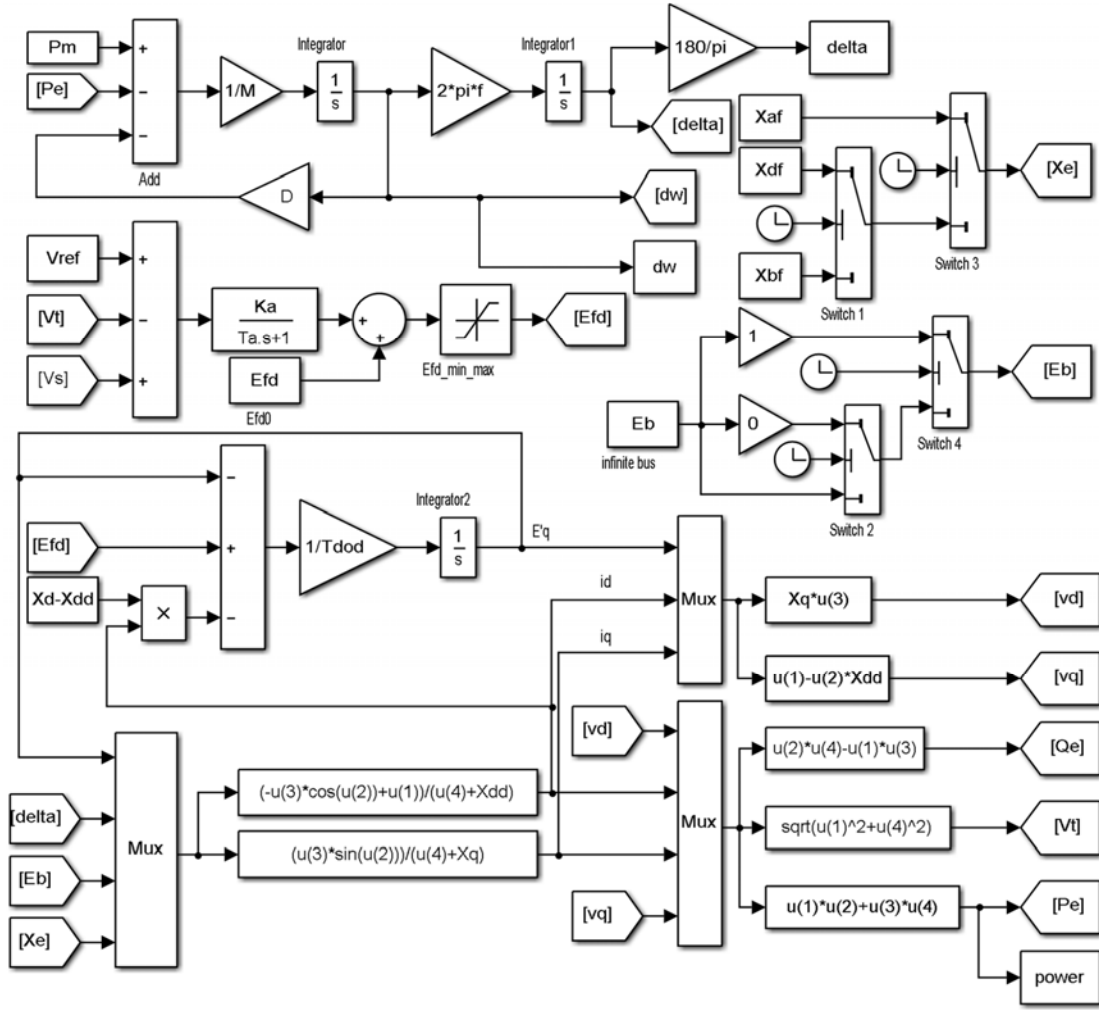 Pm
[Pe]
+
−
−
Add
1/M
Integrator
1
s
2*pi*f
Integrator1
1
s
180/pi
delta
[delta]
D
[dw]
dw
Xaf
Xdf
Xbf
Switch 1
Switch 3
[Xe]
Vref
[Vt]
[Vs]
+
−
+
Ka
Ta.s+1
Efd
Efd0
+
+
Efd_min_max
[Efd]
Eb
infinite bus
1
0
Switch 2
Switch 4
[Eb]
[Efd]
Xd-Xdd
×
−
+
−
1/Tdod
Integrator2
1
s
E'q
id
iq
Mux
Xq*u(3)
[vd]
u(1)-u(2)*Xdd
[vq]
[delta]
[Eb]
[Xe]
Mux
(-u(3)*cos(u(2))+u(1))/(u(4)+Xdd)
(u(3)*sin(u(2)))/(u(4)+Xq)
[vd]
[vq]
Mux
u(2)*u(4)-u(1)*u(3)
[Qe]
sqrt(u(1)^2+u(4)^2)
[Vt]
u(1)*u(2)+u(3)*u(4)
[Pe]
power